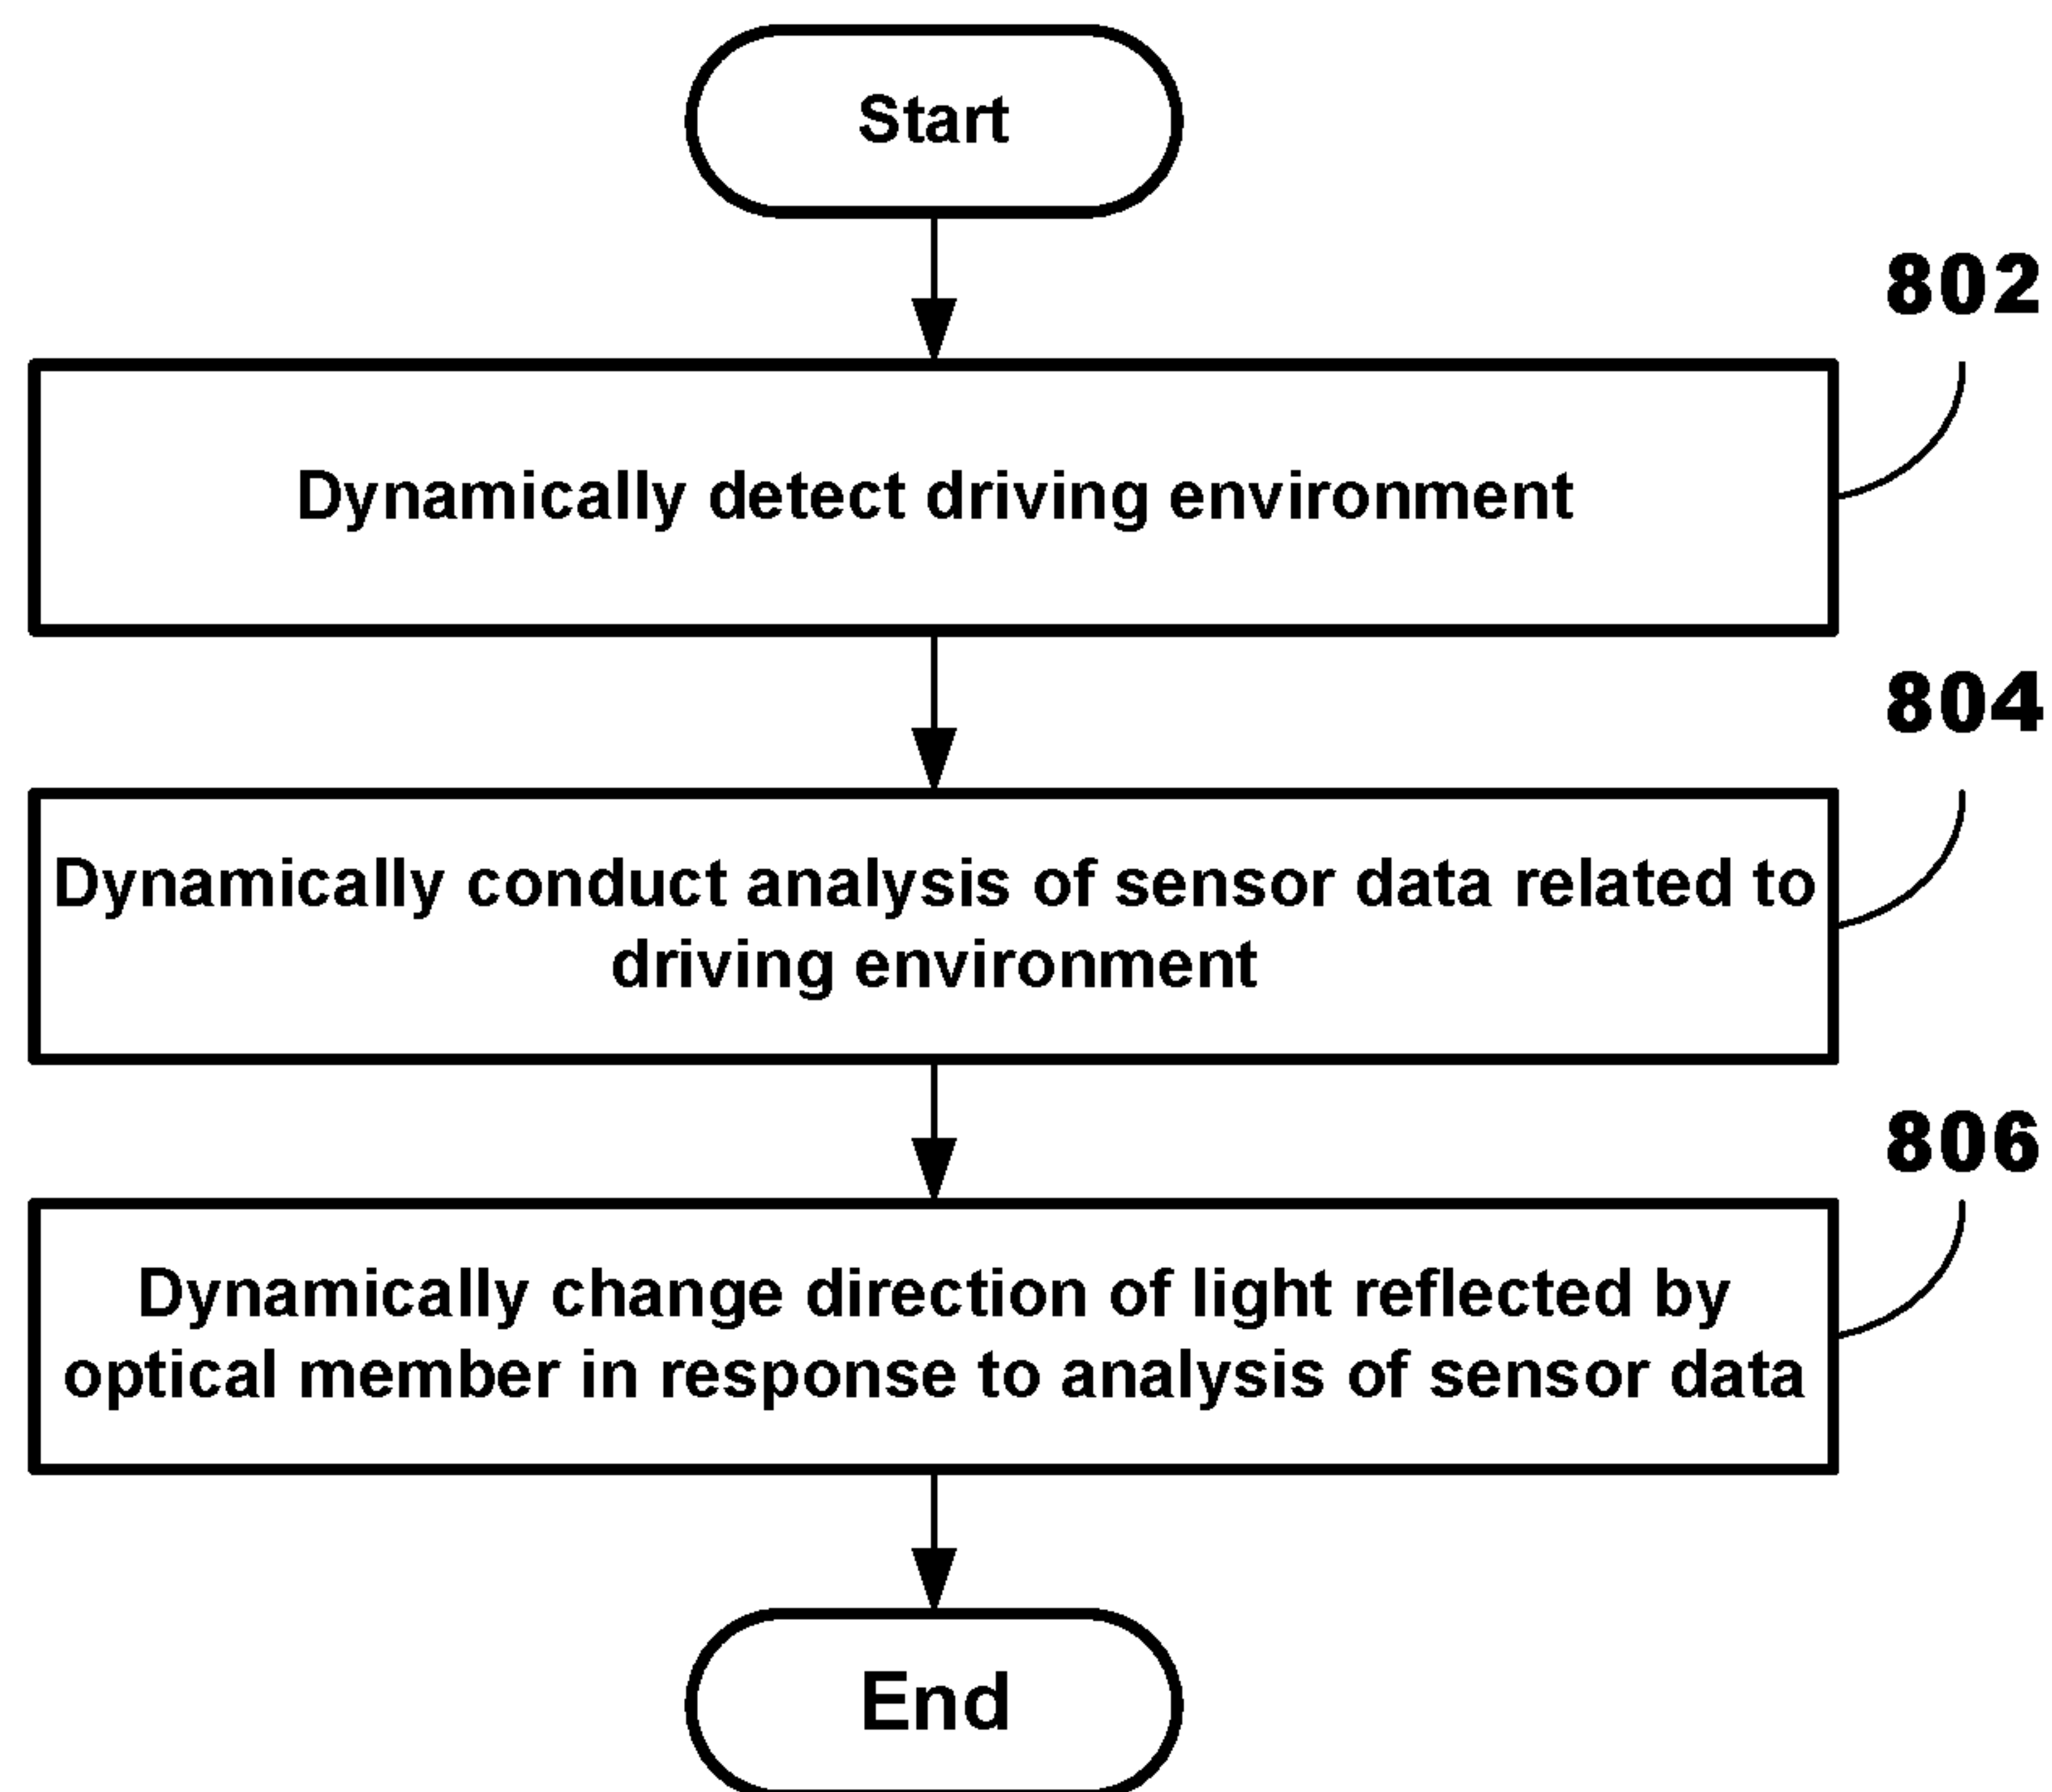 Start
802
Dynamically detect driving environment
804
Dynamically conduct analysis of sensor data related to
driving environment
806
Dynamically change direction of light reflected by
optical member in response to analysis of sensor data
End